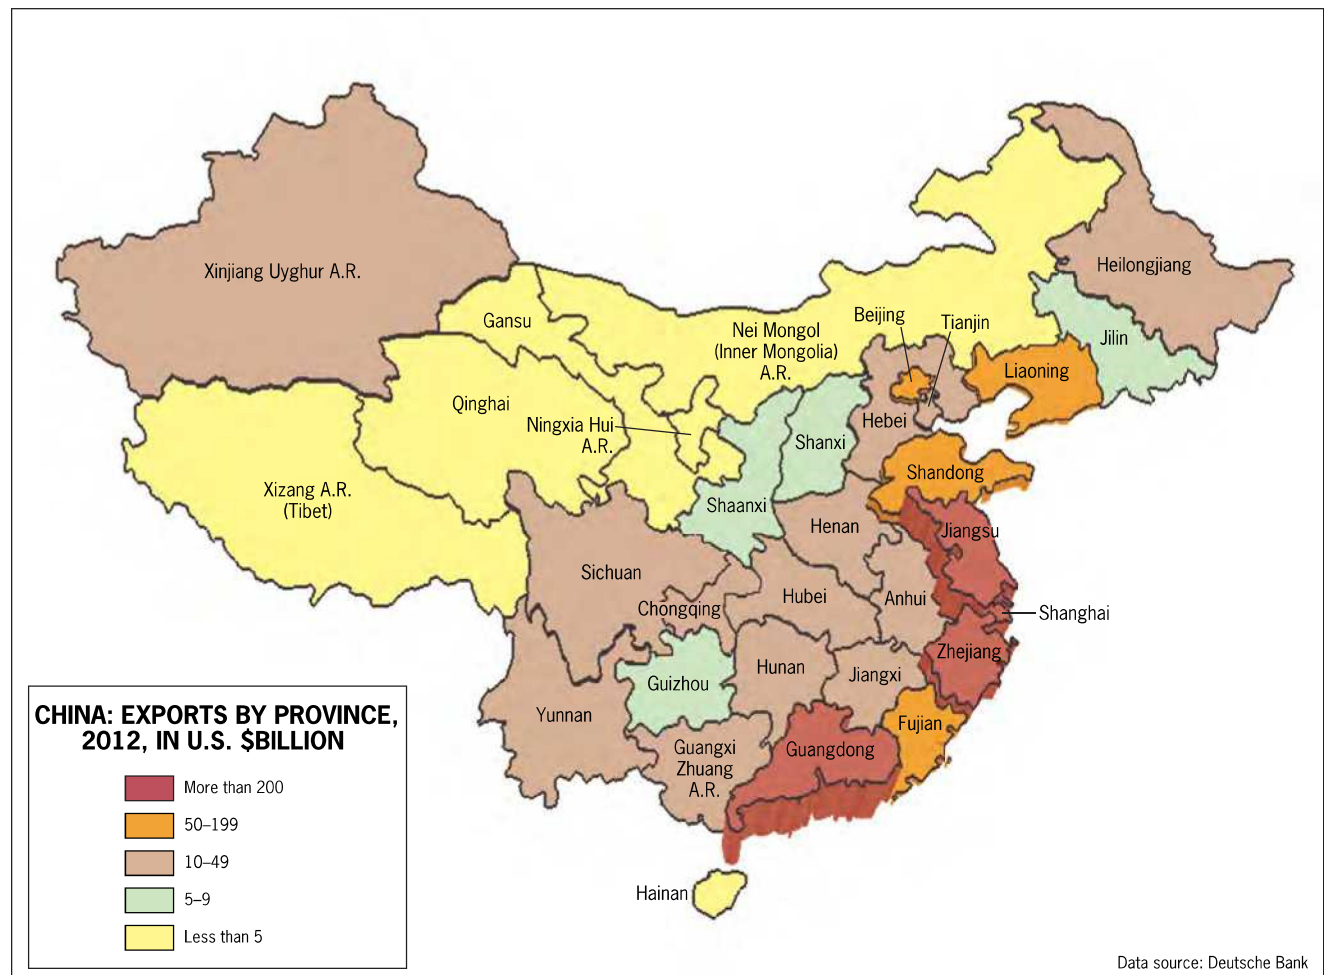 Xinjiang Uyghur A.R.
Heilongjiang
Gansu
Nei Mongol
(Inner Mongolia)
A.R.
Beijing
Tianjin
Jilin
Liaoning
Qinghai
Ningxia Hui
A.R.
Hebei
Shanxi
Shandong
Xizang A.R.
(Tibet)
Shaanxi
Henan
Jiangsu
Sichuan
Chongqing
Hubei
Anhui
Shanghai
Zhejiang
Hunan
Jiangxi
Guizhou
Yunnan
Fujian
Guangxi
Zhuang
A.R.
Guangdong
Hainan
CHINA: EXPORTS BY PROVINCE,
2012, IN U.S. $BILLION
More than 200
50–199
10–49
5–9
Less than 5
Data source: Deutsche Bank